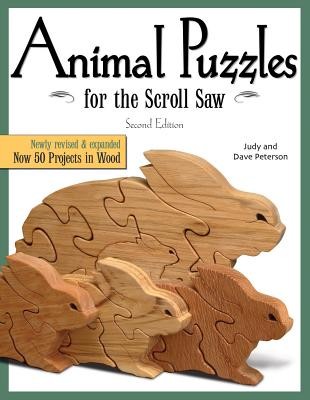 Animal Puzzles
for the Scroll Saw
Second Edition
Newly revised & expanded
Now 50 Projects in Wood
Judy and
Dave Peterson